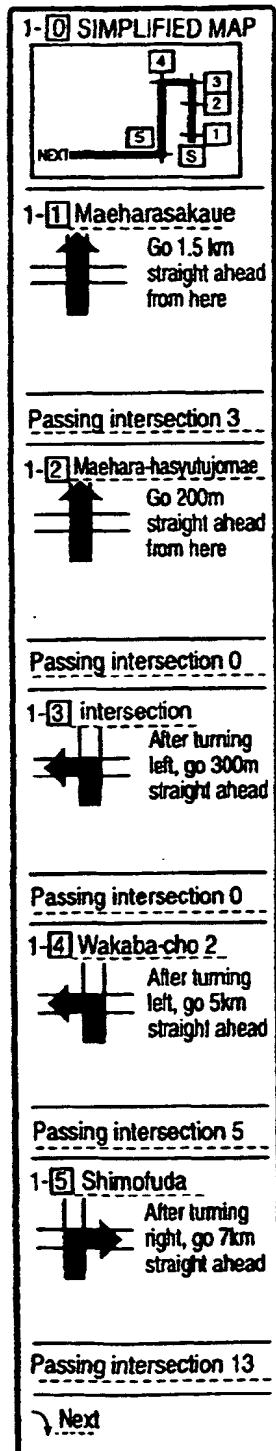 1-0 SIMPLIFIED MAP
4
3
2
5
1
NEXT
S
1-1 Maeharasakaue
Go 1.5 km
straight ahead
from here
Passing intersection 3
1-2 Maehara-hasyutujomae
Go 200m
straight ahead
from here
Passing intersection 0
1-3 intersection
After turning
left, go 300m
straight ahead
Passing intersection 0
1-4 Wakaba-cho 2
After turning
left, go 5km
straight ahead
Passing intersection 5
1-5 Shimofuda
After turning
right, go 7km
straight ahead
Passing intersection 13
Next